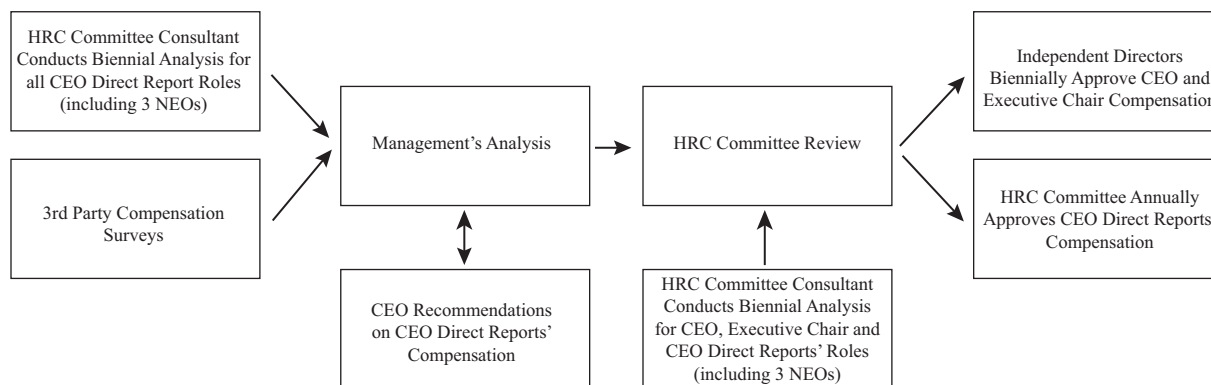 HRC Committee Consultant
Conducts Biennial Analysis for
all CEO Direct Report Roles
(including 3 NEOs)
3rd Party Compensation
Surveys
Management’s Analysis
CEO Recommendations
on CEO Direct Reports’
Compensation
HRC Committee Review
HRC Committee Consultant
Conducts Biennial Analysis
for CEO, Executive Chair and
CEO Direct Reports’ Roles
(including 3 NEOs)
Independent Directors
Biennially Approve CEO and
Executive Chair Compensation
HRC Committee Annually
Approves CEO Direct Reports’
Compensation